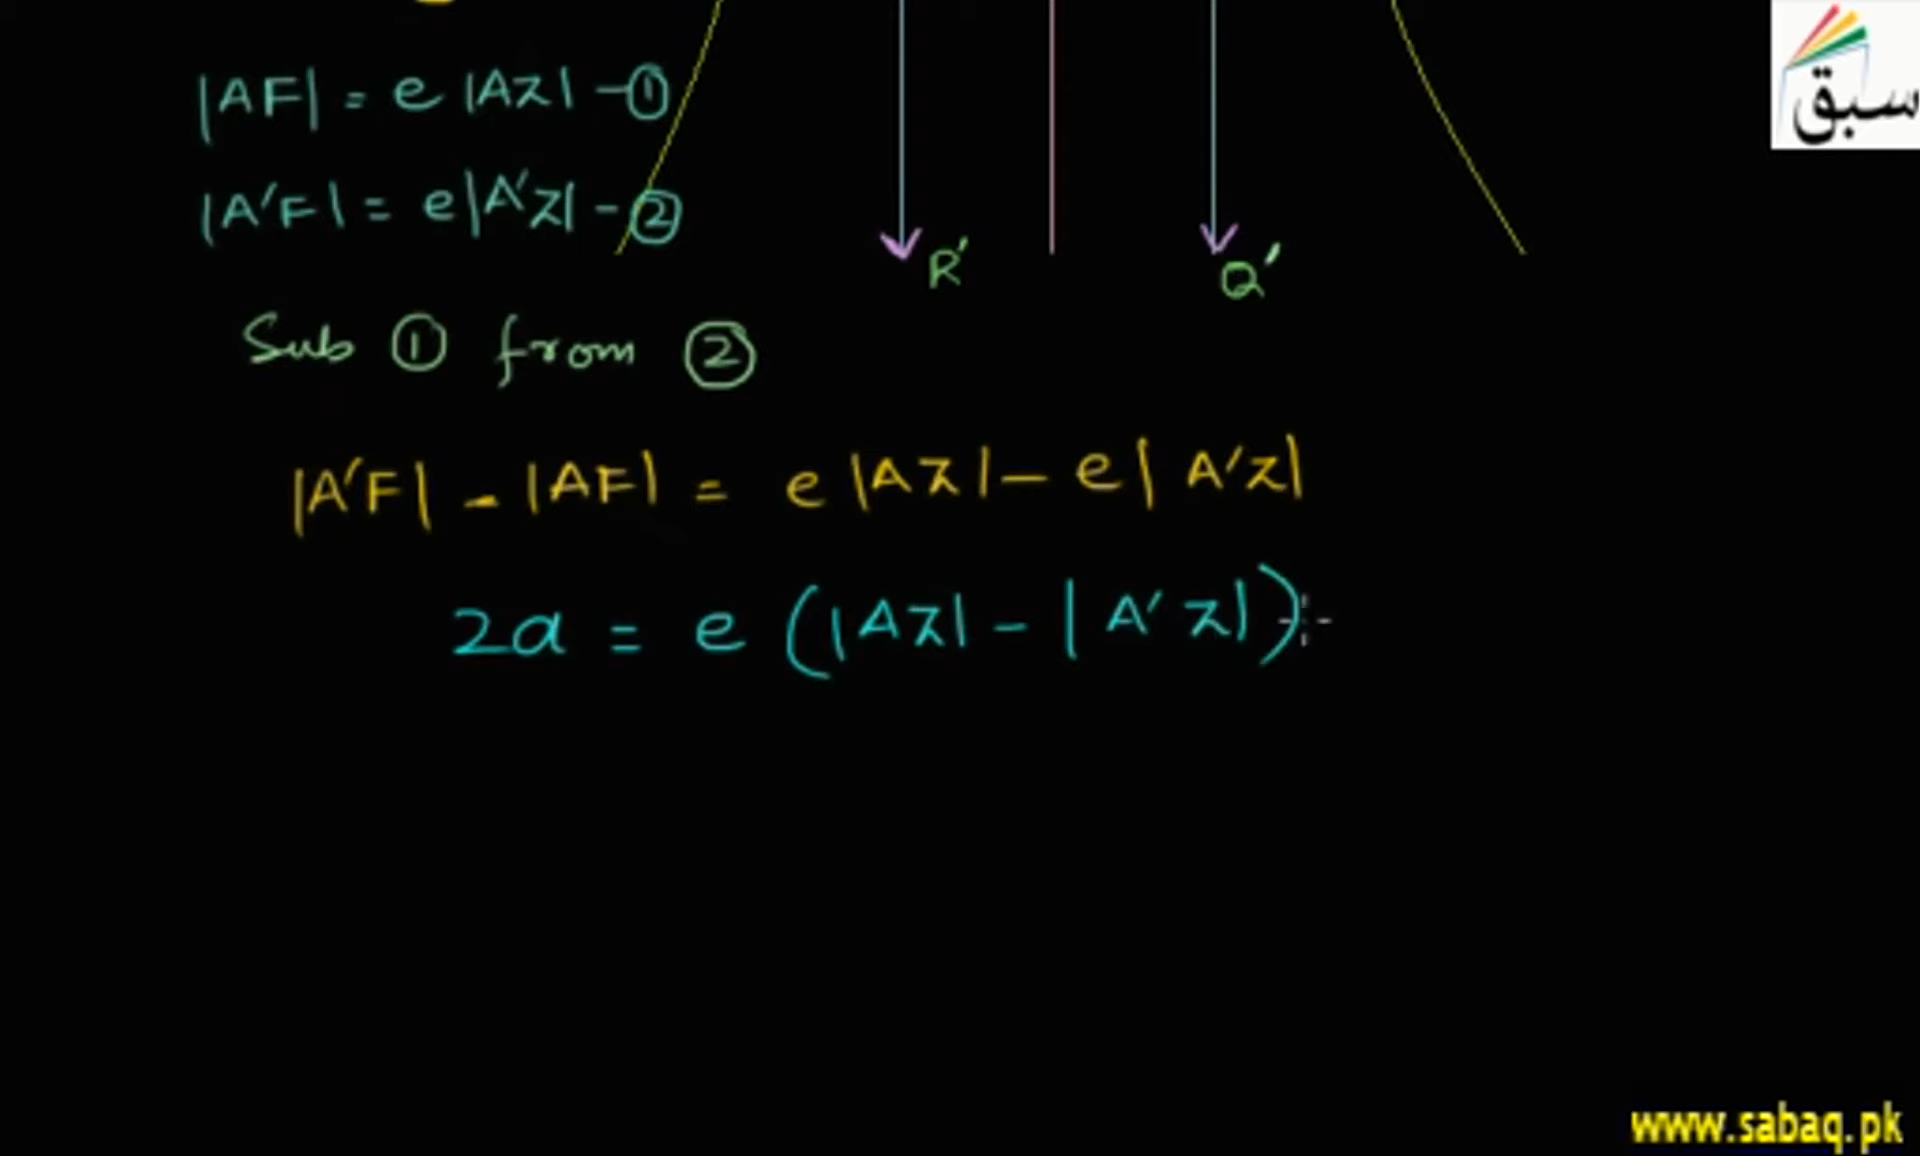 سبق
|AF| = e |AZ| - ①
|A'F| = e|A'Z| - ②
R'
Q'
Sub ① from ②
|A'F| - |AF| = e |AZ| - e| A'Z|
2a = e (|AZ| - | A' Z|)
www.sabaq.pk